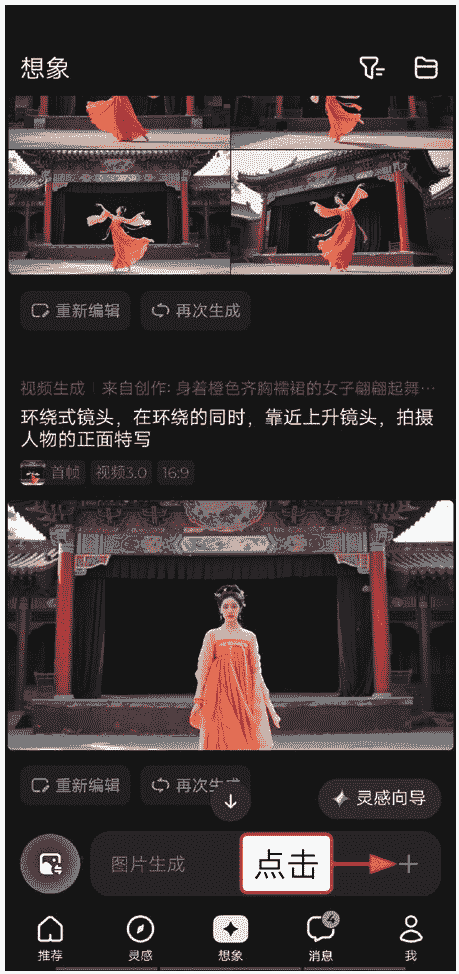 想象
重新编辑
再次生成
视频生成 | 来自创作: 身着橙色齐胸襦裙的女子翩翩起舞…
环绕式镜头，在环绕的同时，靠近上升镜头，拍摄
人物的正面特写
首帧 视频3.0 16:9
重新编辑
再次生成
灵感向导
图片生成
点击
推荐
灵感
想象
消息
我